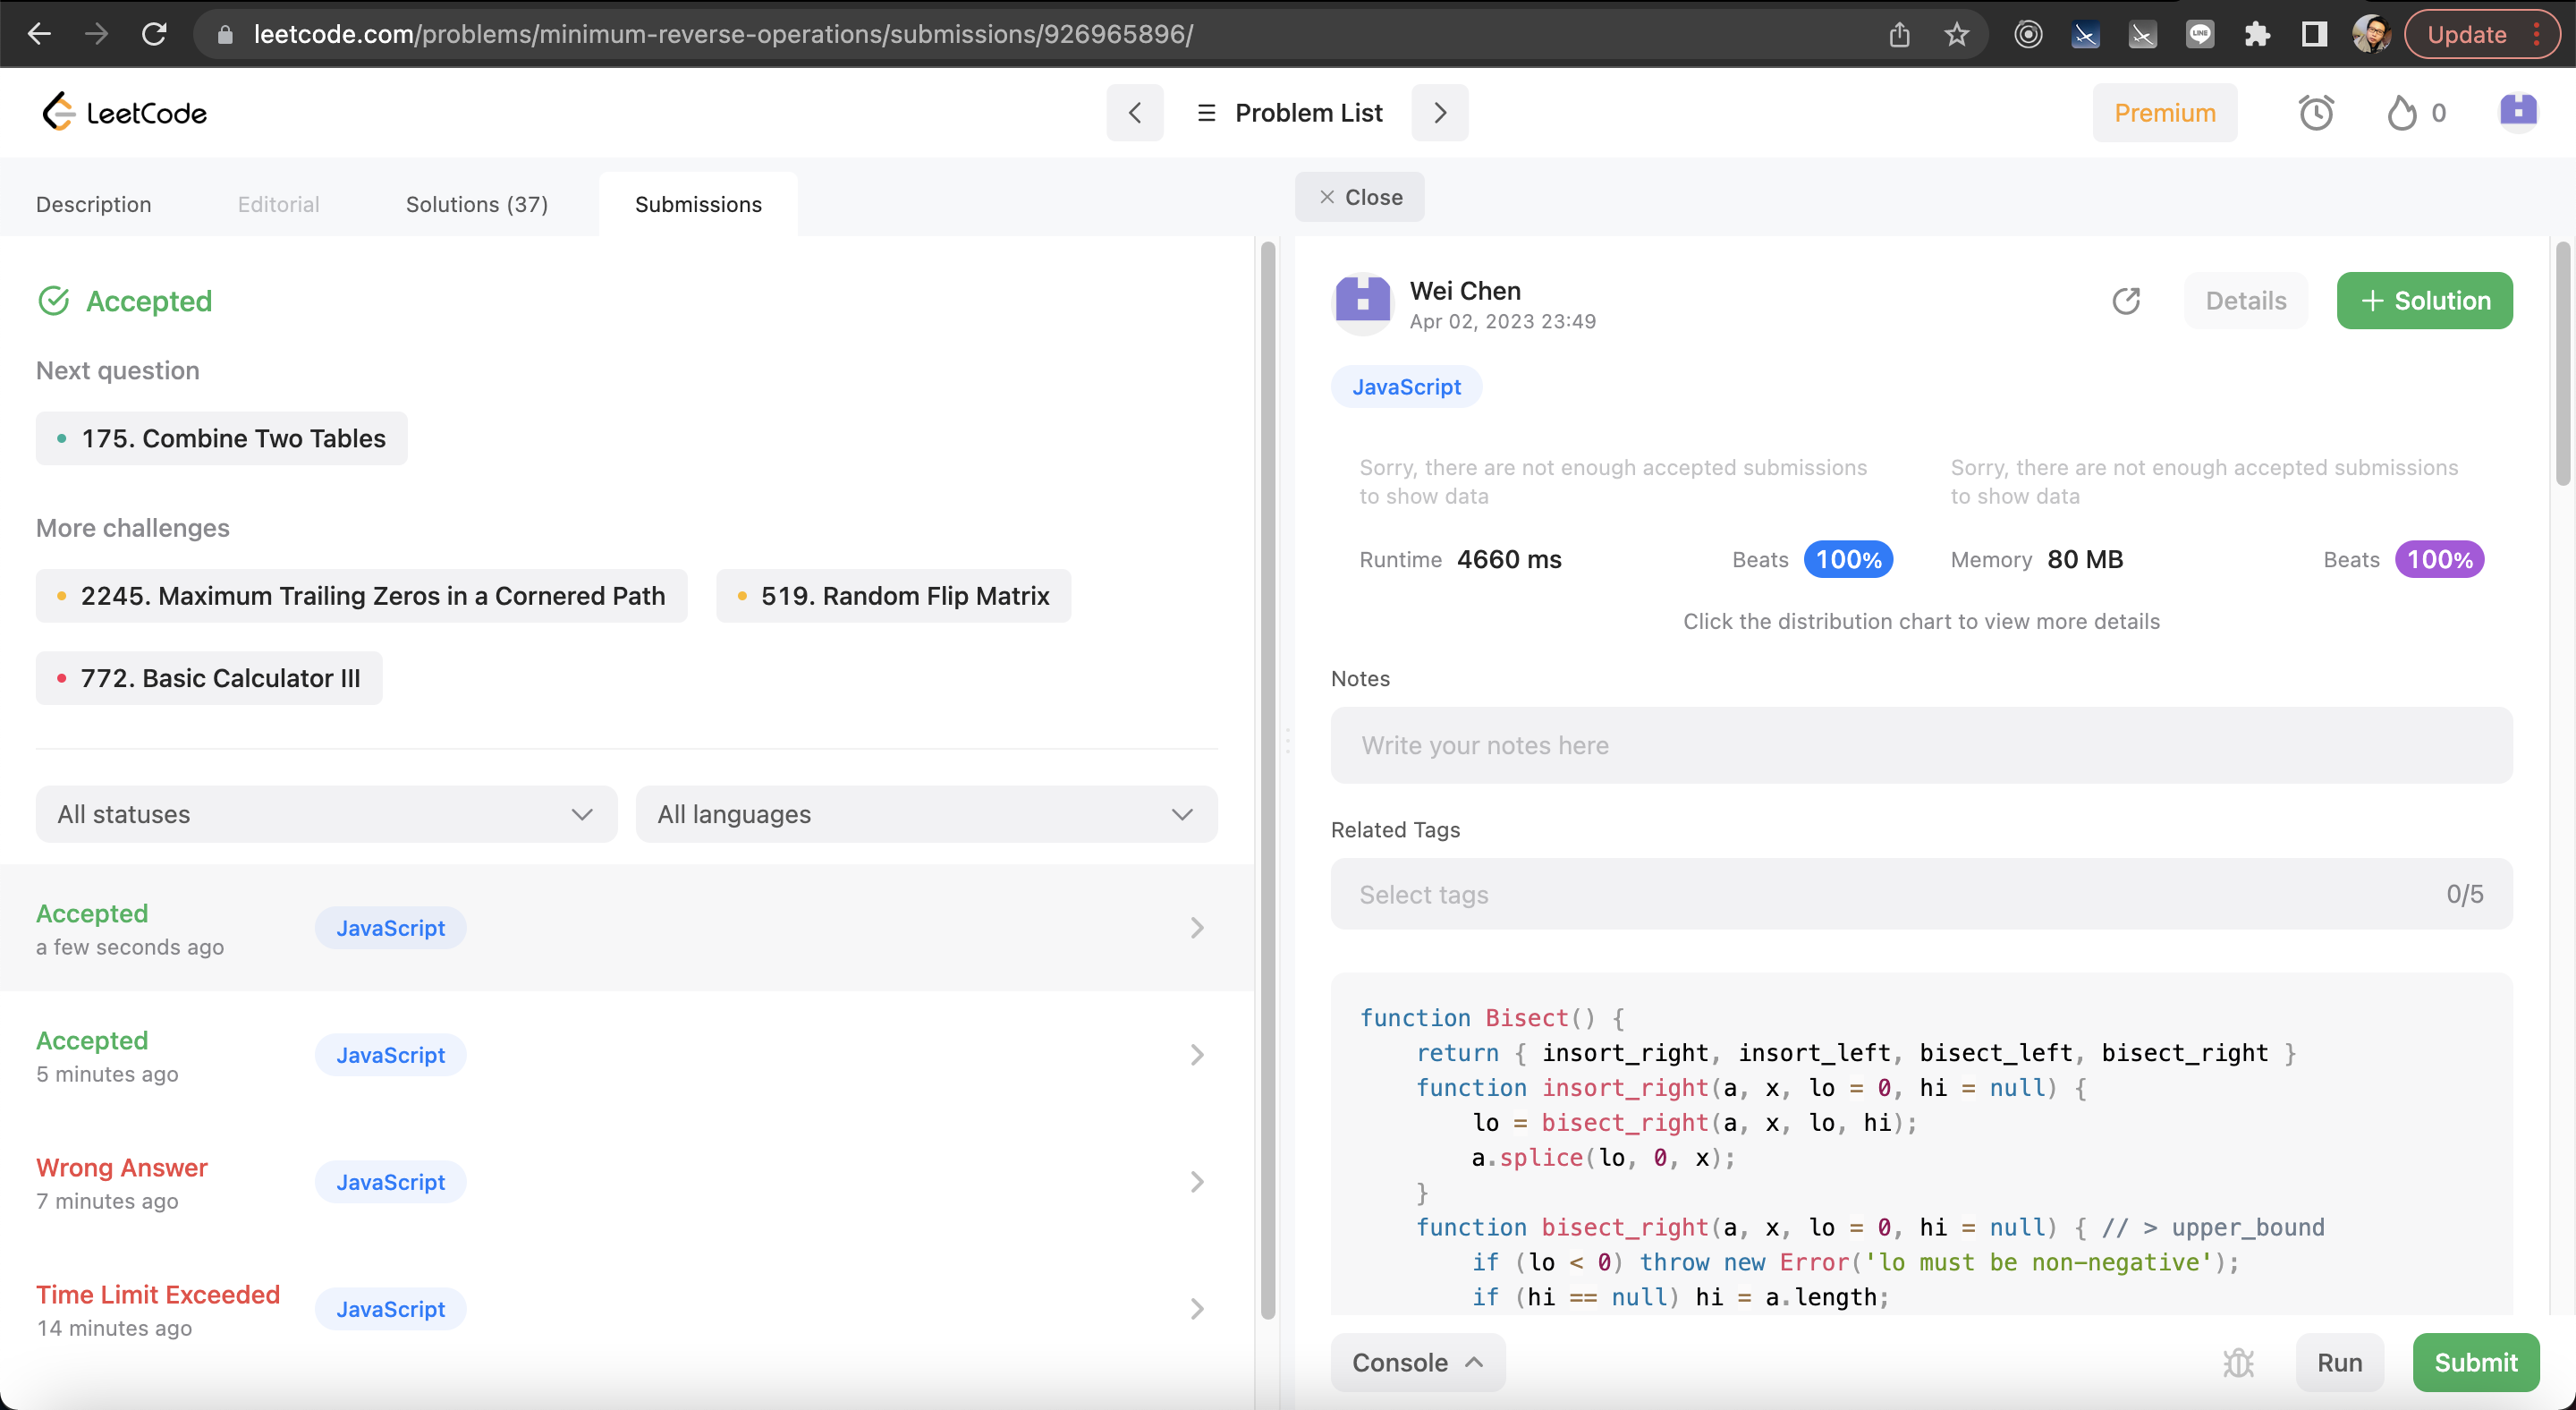 leetcode.com/problems/minimum-reverse-operations/submissions/926965896/
LINE
Update
LeetCode
Problem List
Premium
0
Description
Editorial
Solutions (37)
Submissions
Close
Accepted
Next question
175. Combine Two Tables
More challenges
2245. Maximum Trailing Zeros in a Cornered Path
519. Random Flip Matrix
772. Basic Calculator III
All statuses
All languages
Accepted
a few seconds ago
JavaScript
Accepted
5 minutes ago
JavaScript
Wrong Answer
7 minutes ago
JavaScript
Time Limit Exceeded
14 minutes ago
JavaScript
Wei Chen
Apr 02, 2023 23:49
Details
+ Solution
JavaScript
Sorry, there are not enough accepted submissions
to show data
Sorry, there are not enough accepted submissions
to show data
Runtime 4660 ms
Beats 100%
Memory 80 MB
Beats 100%
Click the distribution chart to view more details
Notes
Write your notes here
Related Tags
Select tags
0/5
function Bisect() {
    return { insort_right, insort_left, bisect_left, bisect_right }
    function insort_right(a, x, lo = 0, hi = null) {
        lo = bisect_right(a, x, lo, hi);
        a.splice(lo, 0, x);
    }
    function bisect_right(a, x, lo = 0, hi = null) { // > upper_bound
        if (lo < 0) throw new Error('lo must be non-negative');
        if (hi == null) hi = a.length;
Console
Run
Submit